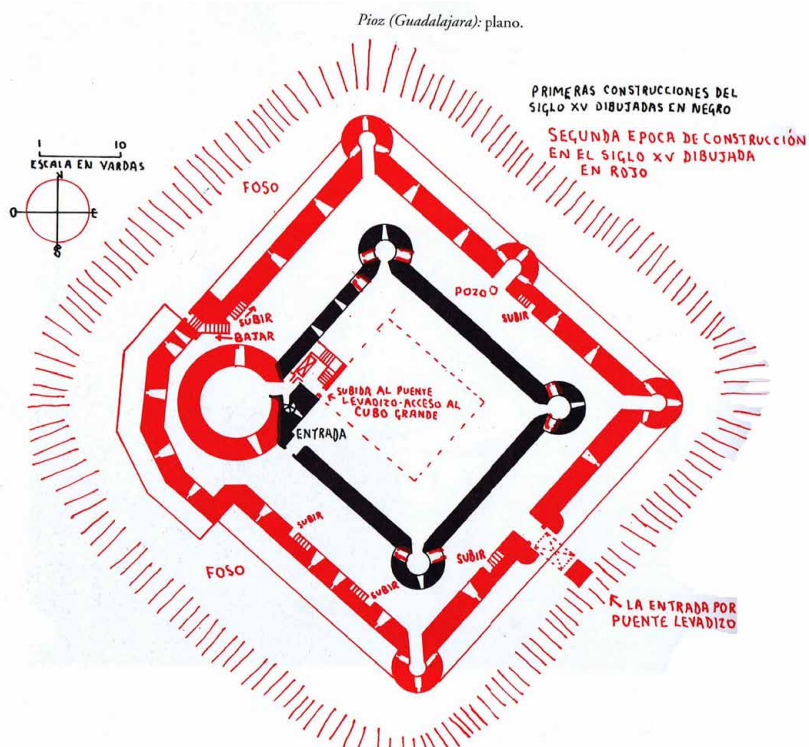 Pioz (Guadalajara): plano.
PRIMERAS CONSTRUCCIONES DEL
SIGLO XV DIBUJADAS EN NEGRO
SEGUNDA EPOCA DE CONSTRUCCIÓN
EN EL SIGLO XV DIBUJADA
EN ROJO
1 10
ESCALA EN VARDAS
N
O E
S
FOSO
POZO
SUBIR
SUBIR
BAJAR
SUBIDA AL PUENTE
LEVADIZO-ACCESO AL
CUBO GRANDE
ENTRADA
SUBIR
SUBIR
SUBIR
FOSO
LA ENTRADA POR
PUENTE LEVADIZO